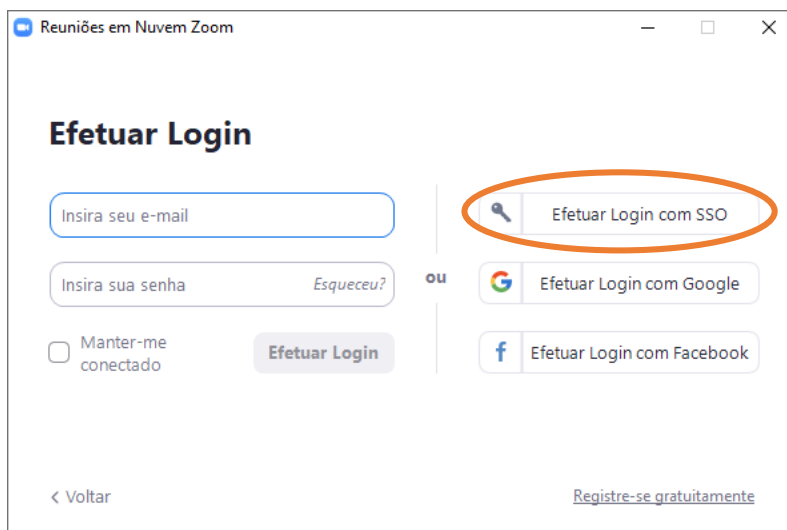 Reuniões em Nuvem Zoom
Efetuar Login
Insira seu e-mail
Insira sua senha
Esqueceu?
Manter-me
conectado
Efetuar Login
ou
Efetuar Login com SSO
Efetuar Login com Google
Efetuar Login com Facebook
Voltar
Registre-se gratuitamente